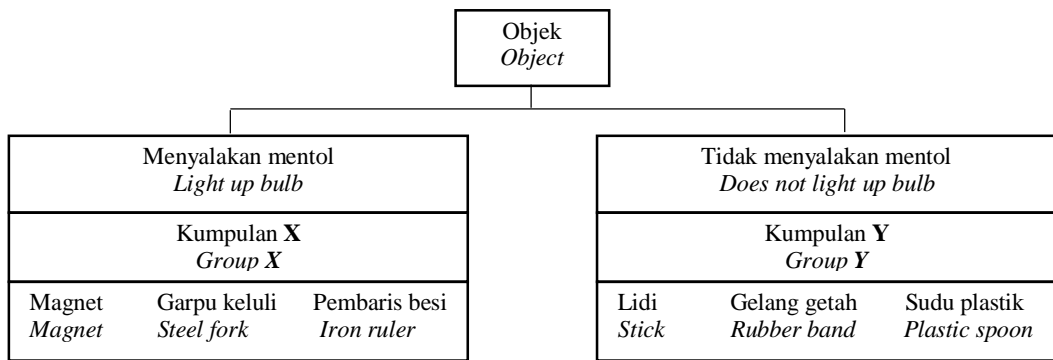 Objek
Object
Menyalakan mentol
Light up bulb
Kumpulan X
Group X
Magnet Garpu keluli Pembaris besi
Magnet Steel fork Iron ruler
Tidak menyalakan mentol
Does not light up bulb
Kumpulan Y
Group Y
Lidi Gelang getah Sudu plastik
Stick Rubber band Plastic spoon